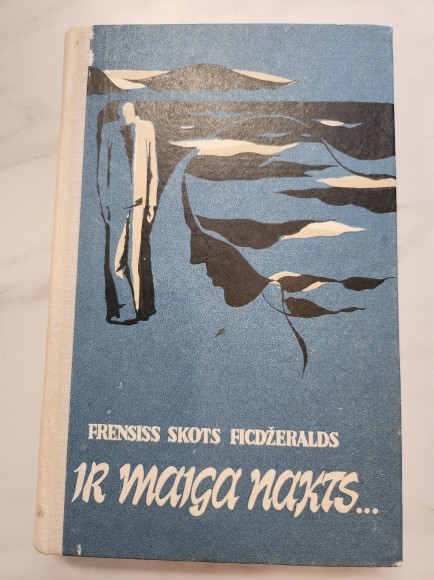 FRENSISS SKOTS FICDŽERALDS
IR MAIGA NAKTS...